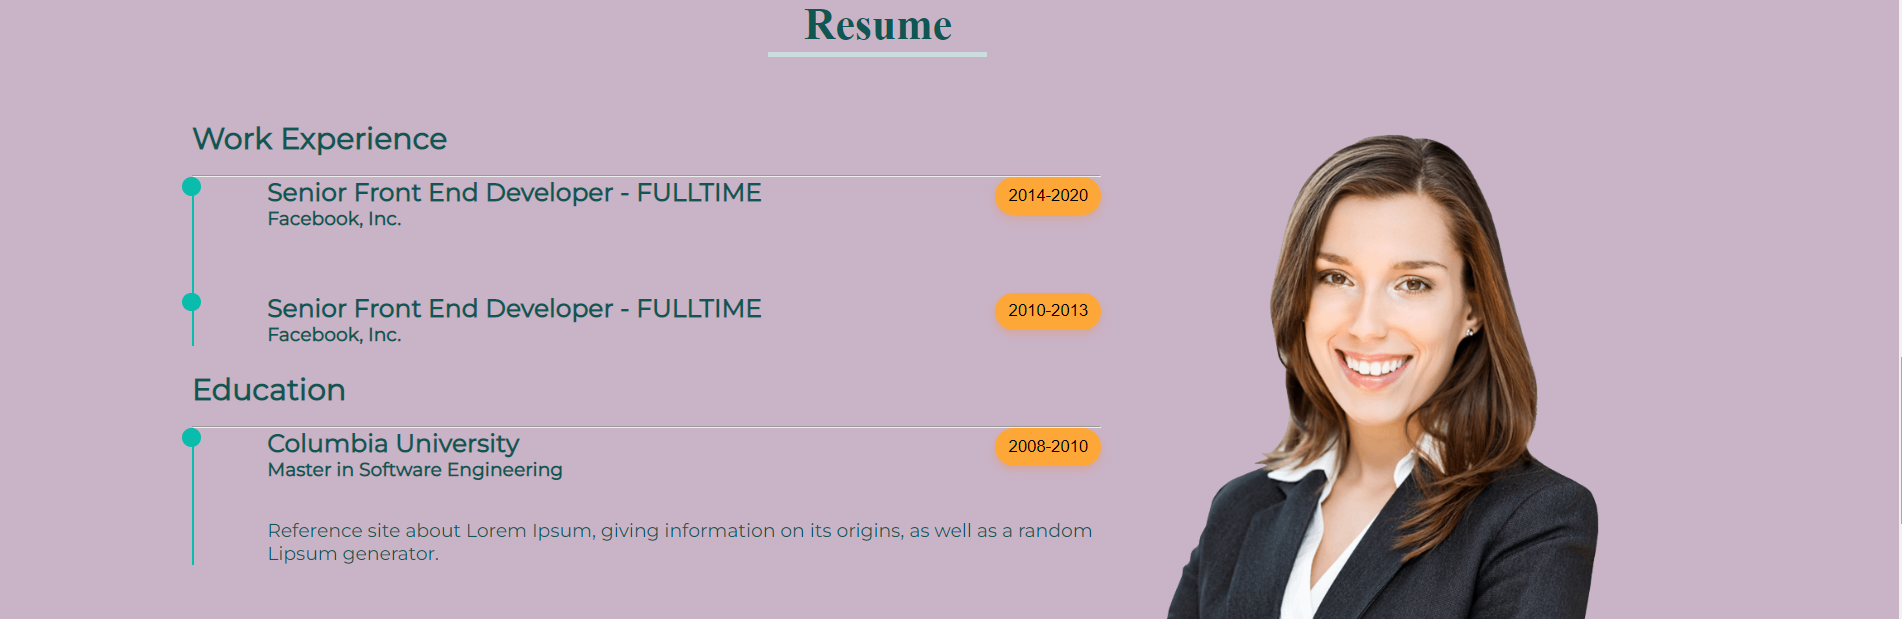 Resume
Work Experience
Senior Front End Developer - FULLTIME
2014-2020
Facebook, Inc.
Senior Front End Developer - FULLTIME
2010-2013
Facebook, Inc.
Education
Columbia University
2008-2010
Master in Software Engineering
Reference site about Lorem Ipsum, giving information on its origins, as well as a random
Lipsum generator.